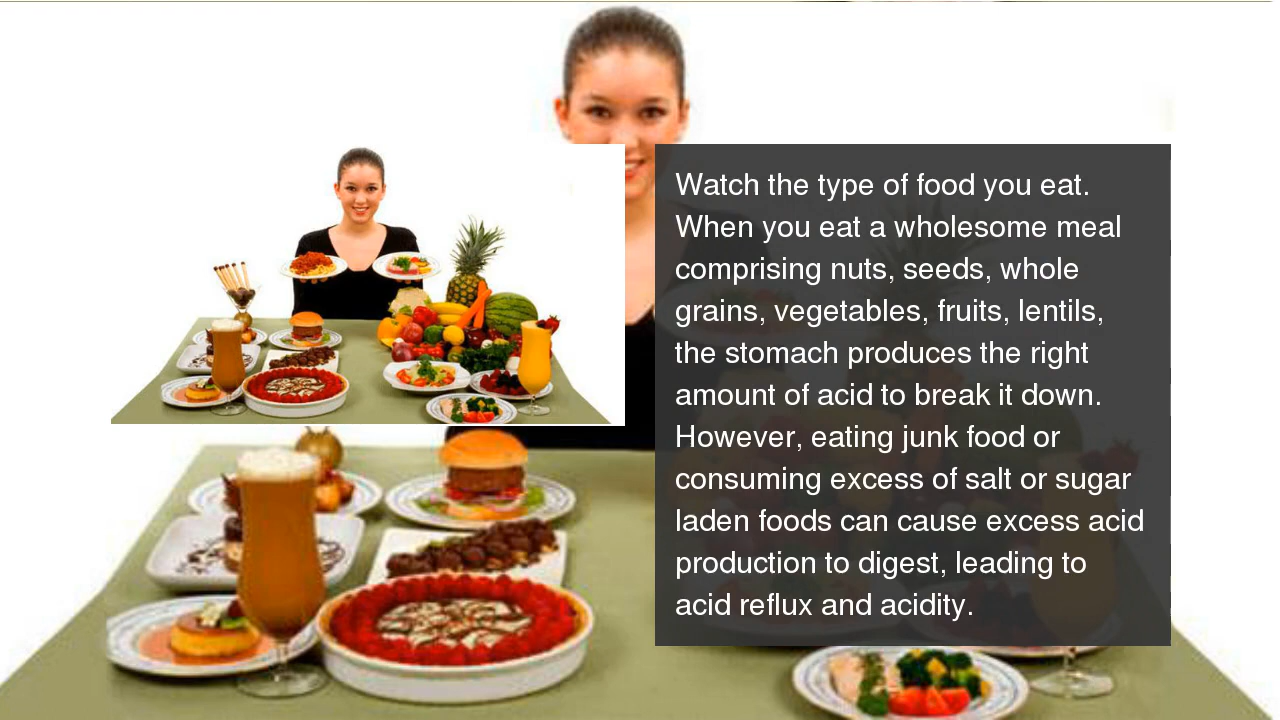 Watch the type of food you eat.
When you eat a wholesome meal
comprising nuts, seeds, whole
grains, vegetables, fruits, lentils,
the stomach produces the right
amount of acid to break it down.
However, eating junk food or
consuming excess of salt or sugar
laden foods can cause excess acid
production to digest, leading to
acid reflux and acidity.